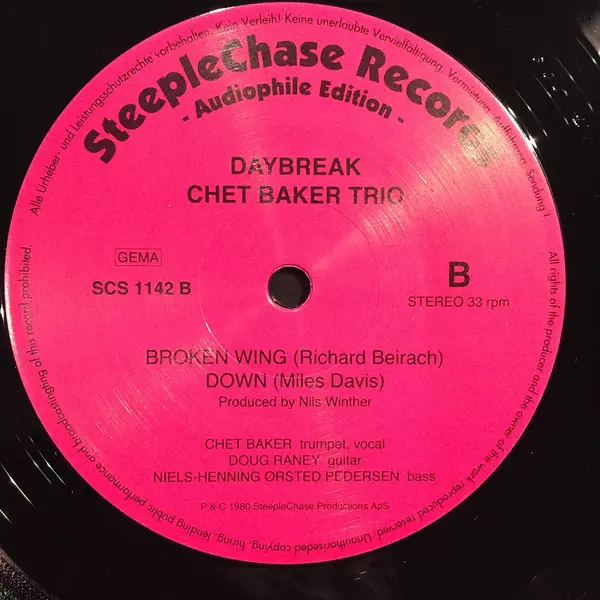 Alle Urheber- und Leistungsschutzrechte vorbehalten. Kein Verleih! Keine unerlaubte Vervielfältigung, Vermietung, Aufführung, Sendung!
SteepleChase Records
- Audiophile Edition -
DAYBREAK
CHET BAKER TRIO
GEMA
SCS 1142 B
B
STEREO 33 rpm
BROKEN WING (Richard Beirach)
DOWN (Miles Davis)
Produced by Nils Winther
CHET BAKER trumpet, vocal
DOUG RANEY guitar
NIELS-HENNING ØRSTED PEDERSEN bass
P & C 1980 SteepleChase Productions ApS
All rights of the producer and the owner of the work reproduced reserved. Unauthoriseded copying, hiring, lending public performance and broadcastinging of this record prohibited.